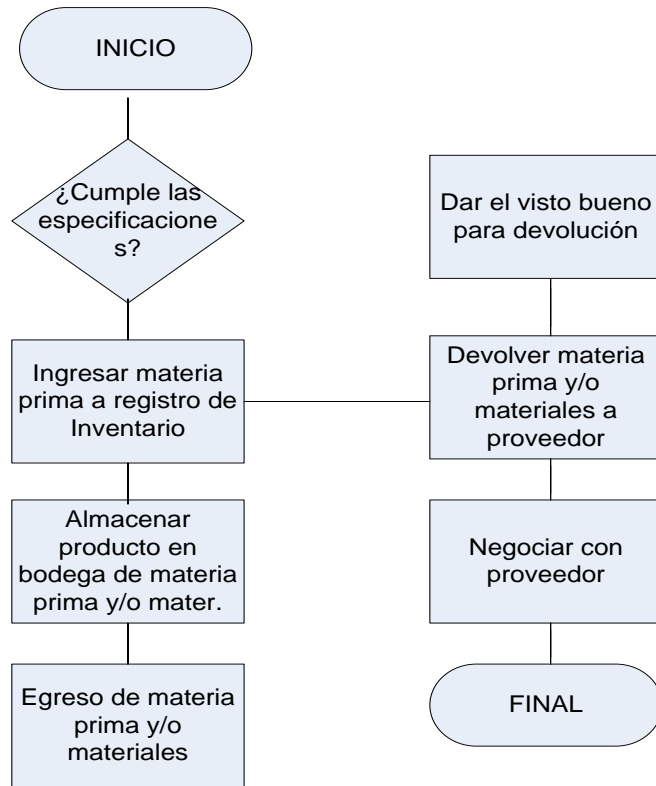 INICIO
¿Cumple las
especificacione
s?
Ingresar materia
prima a registro de
Inventario
Almacenar
producto en
bodega de materia
prima y/o mater.
Egreso de materia
prima y/o
materiales
Dar el visto bueno
para devolución
Devolver materia
prima y/o
materiales a
proveedor
Negociar con
proveedor
FINAL